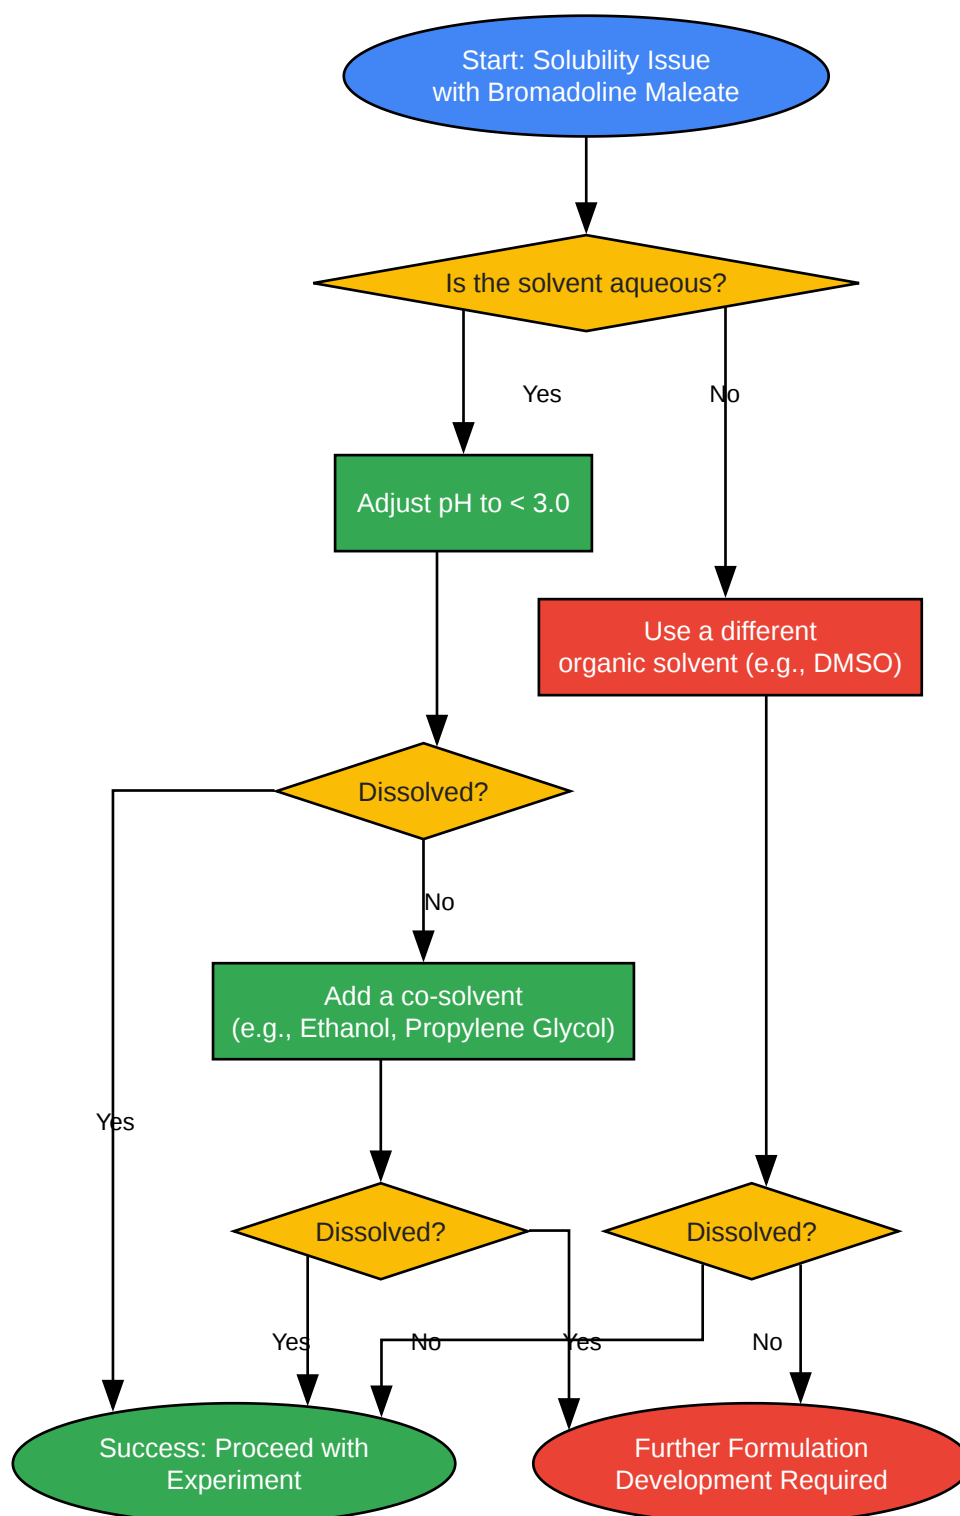 Start: Solubility Issue
with Bromadoline Maleate
Is the solvent aqueous?
Yes
No
Adjust pH to < 3.0
Use a different
organic solvent (e.g., DMSO)
Dissolved?
No
Add a co-solvent
(e.g., Ethanol, Propylene Glycol)
Yes
Dissolved?
Dissolved?
Yes
No
Yes
No
Success: Proceed with
Experiment
Further Formulation
Development Required